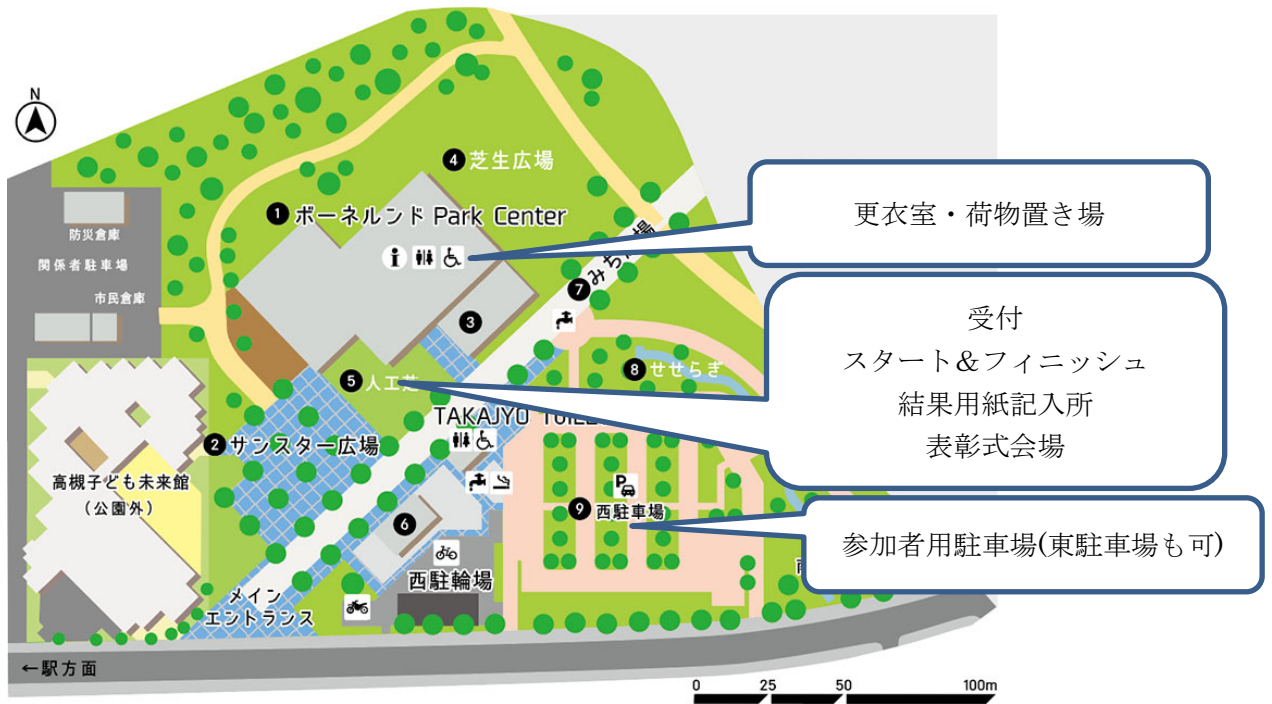 N
④芝生広場
①ボーネルンド Park Center
更衣室・荷物置き場
防災倉庫
関係者駐車場
市民倉庫
⑦みち
場
③
受付
スタート&フィニッシュ
結果用紙記入所
表彰式会場
⑤人工芝
⑧せせらぎ
TAKAJYO
②サンスター広場
高槻子ども未来館
(公園外)
P
⑨西駐車場
⑥
参加者用駐車場(東駐車場も可)
西駐輪場
メイン
エントランス
←駅方面
0 25 50 100m